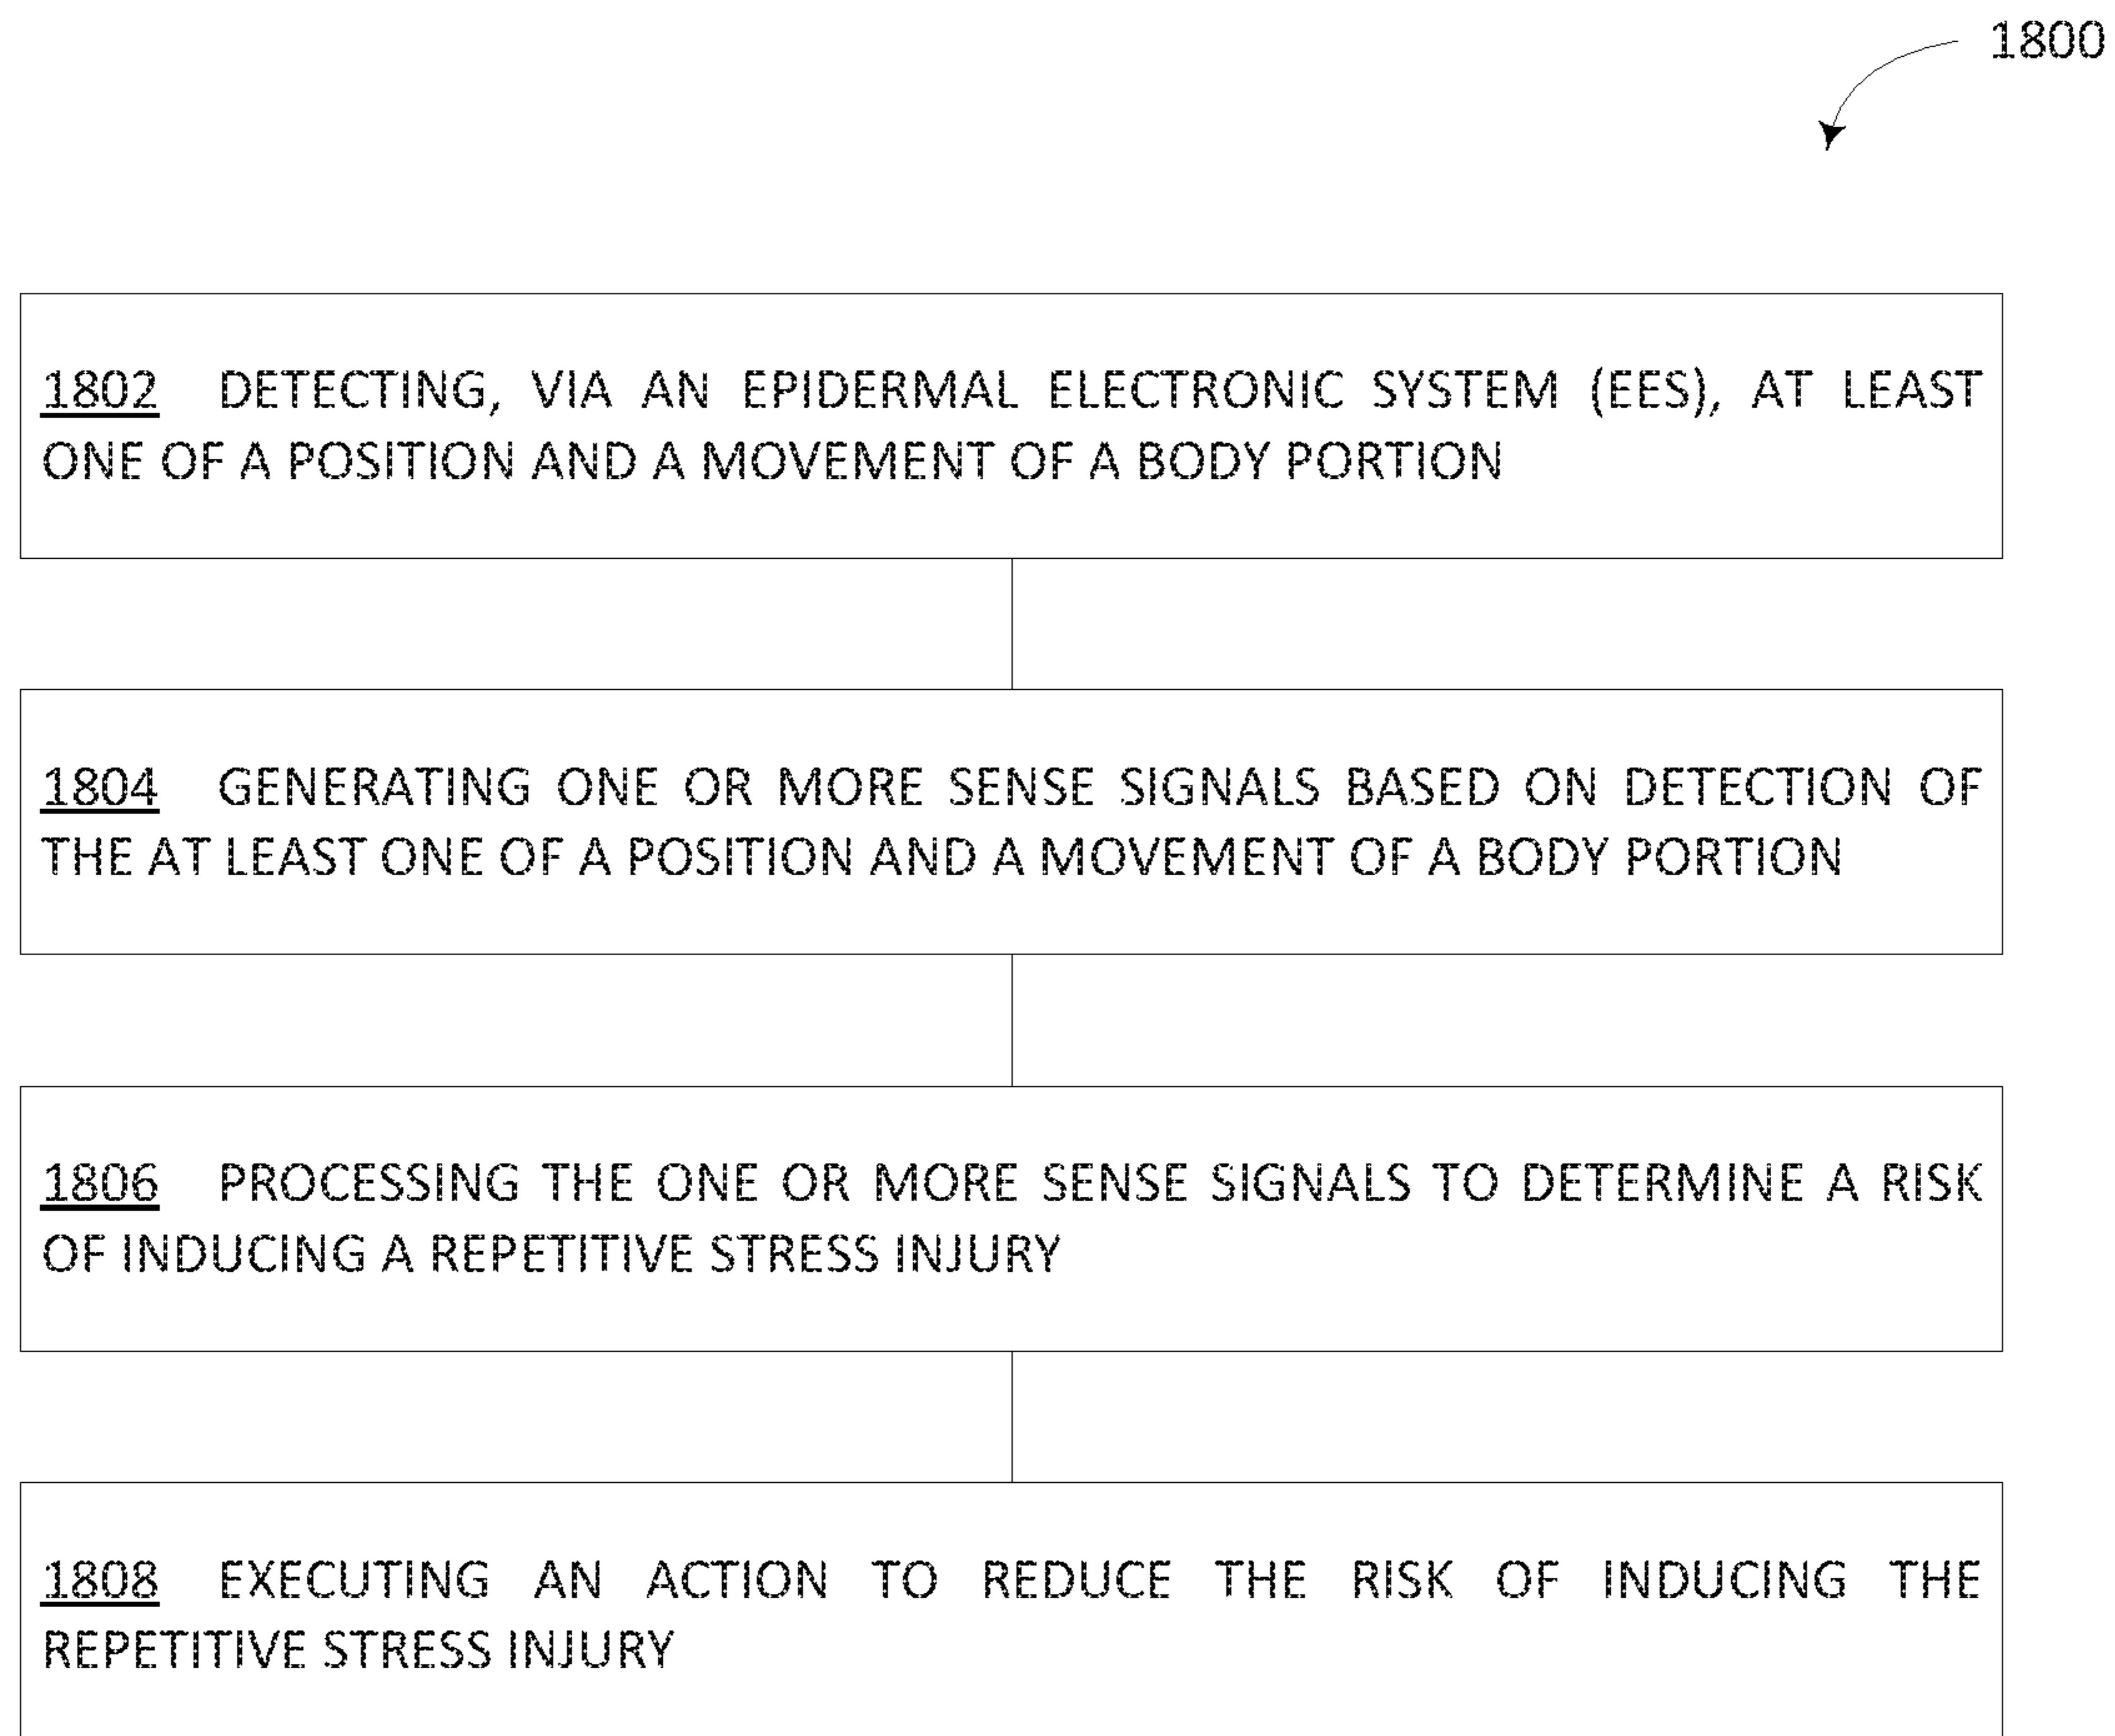 1800
1802 DETECTING, VIA AN EPIDERMAL ELECTRONIC SYSTEM (EES), AT LEAST
ONE OF A POSITION AND A MOVEMENT OF A BODY PORTION
1804 GENERATING ONE OR MORE SENSE SIGNALS BASED ON DETECTION OF
THE AT LEAST ONE OF A POSITION AND A MOVEMENT OF A BODY PORTION
1806 PROCESSING THE ONE OR MORE SENSE SIGNALS TO DETERMINE A RISK
OF INDUCING A REPETITIVE STRESS INJURY
1808 EXECUTING AN ACTION TO REDUCE THE RISK OF INDUCING THE
REPETITIVE STRESS INJURY